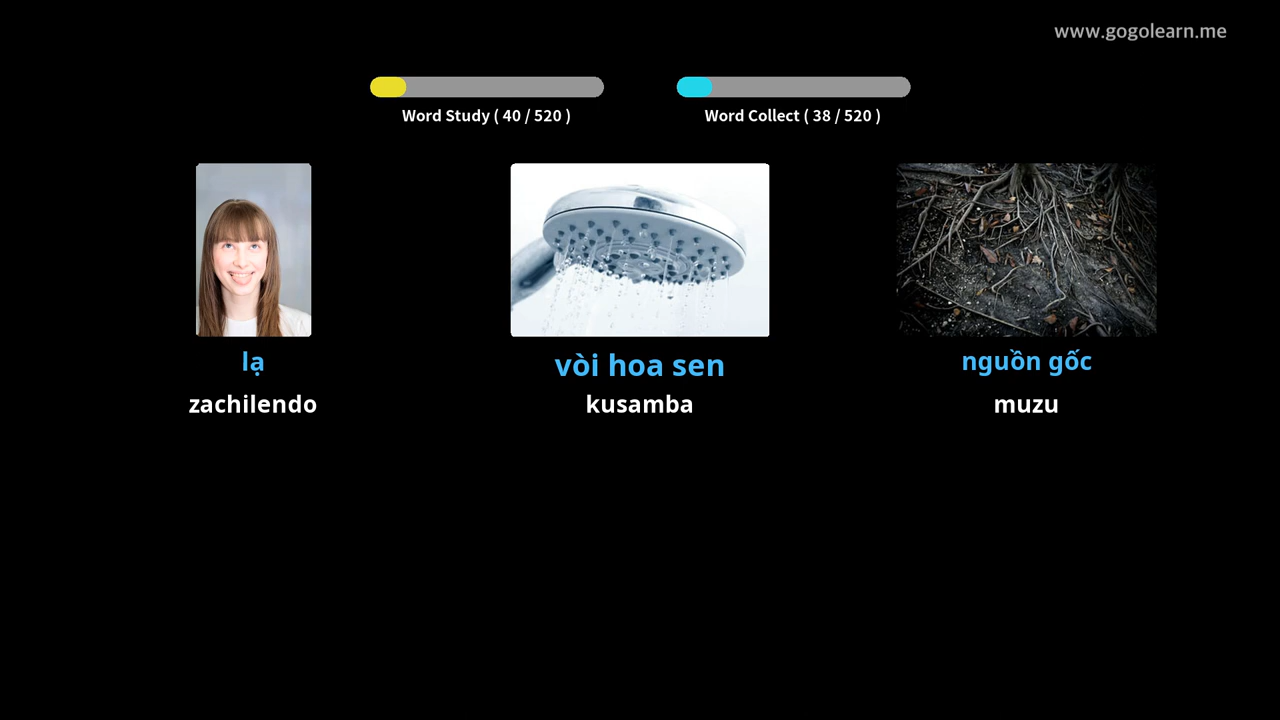 www.gogolearn.me
Word Study ( 40 / 520 )
Word Collect ( 38 / 520 )
lạ
vòi hoa sen
nguồn gốc
zachilendo
kusamba
muzu